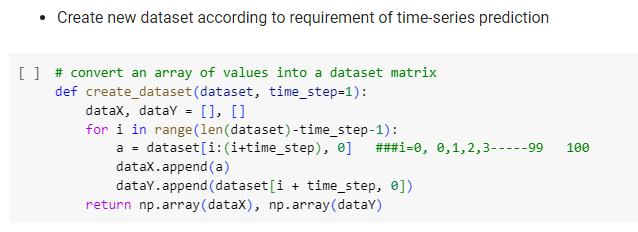 • Create new dataset according to requirement of time-series prediction
[ ] # convert an array of values into a dataset matrix
def create_dataset(dataset, time_step=1):
    dataX, dataY = [], []
    for i in range(len(dataset)-time_step-1):
        a = dataset[i:(i+time_step), 0]   ###i=0, 0,1,2,3-----99   100
        dataX.append(a)
        dataY.append(dataset[i + time_step, 0])
    return np.array(dataX), np.array(dataY)